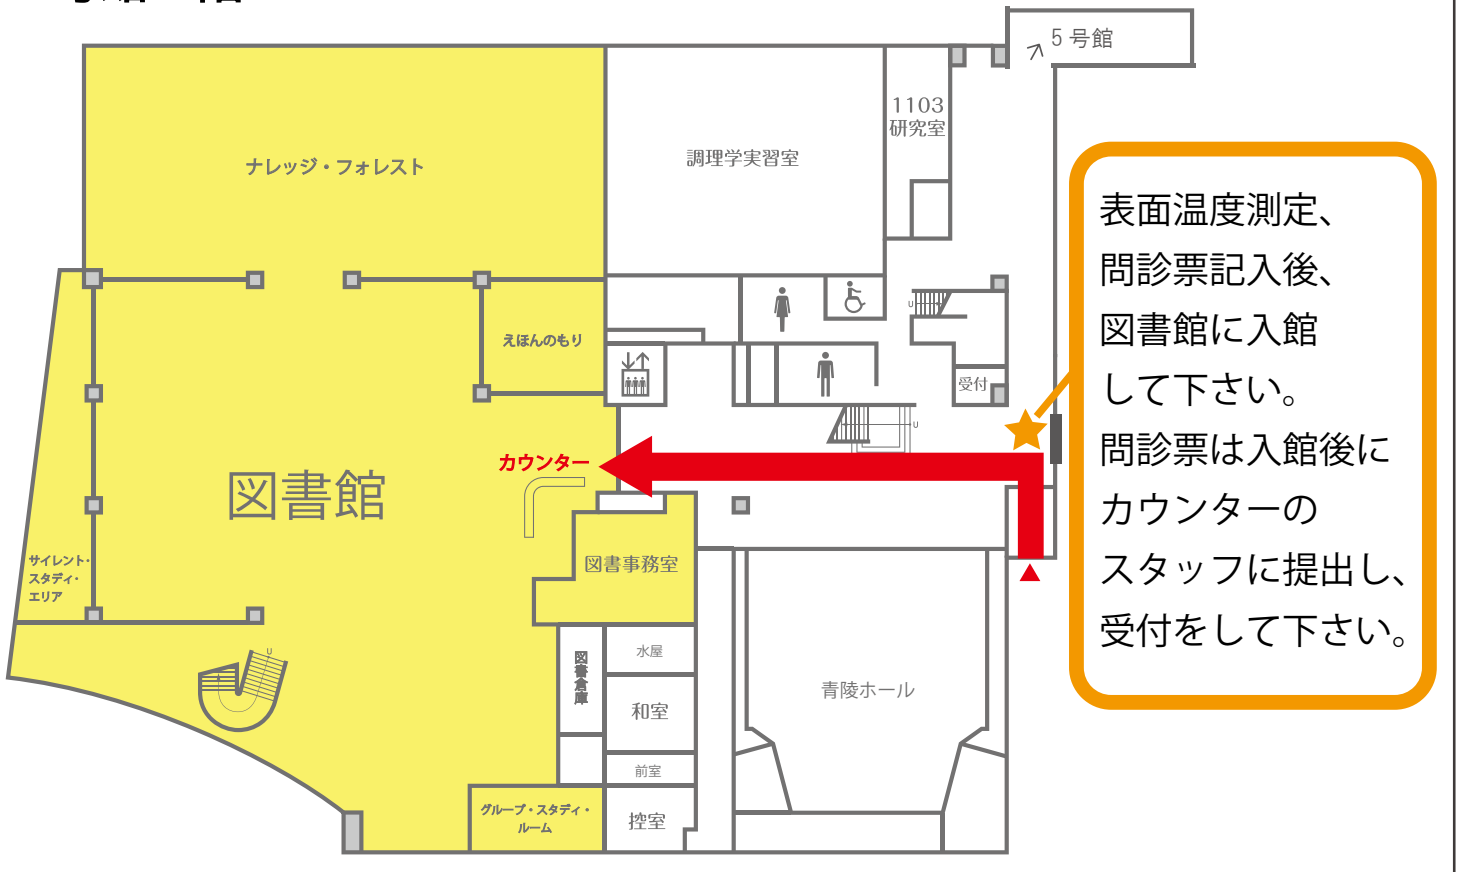 5号館
1103
研究室
調理学実習室
ナレッジ・フォレスト
表面温度測定、
問診票記入後、
図書館に入館
して下さい。
問診票は入館後に
カウンターの
スタッフに提出し、
受付をして下さい。
えほんのもり
U
受付
U
カウンター
図書館
図書事務室
サイレント・
スタディ・
エリア
U
図書倉庫
水屋
和室
前室
控室
青陵ホール
グループ・スタディ・
ルーム